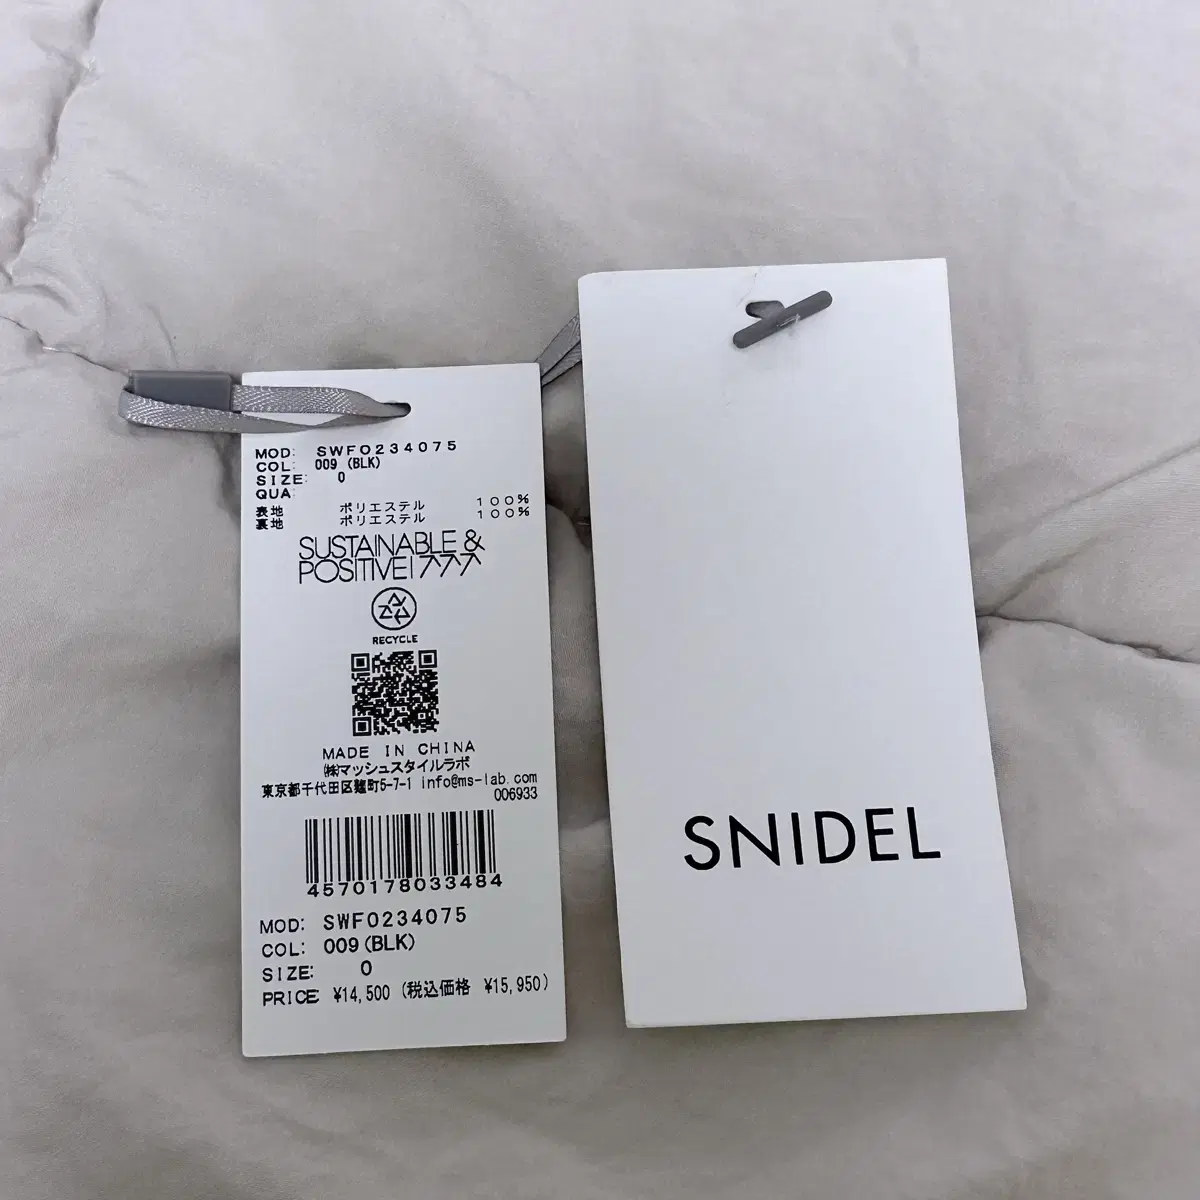 MOD: SWFO234075
COL: 009 (BLK)
SIZE: 0
QUA:
表地 ポリエステル 100%
裏地 ポリエステル 100%
SUSTAINABLE &
POSITIVE!
RECYCLE
MADE IN CHINA
㈱マッシュスタイルラボ
東京都千代田区麹町5-7-1 info@ms-lab.com
006933
4570178033484
MOD: SWFO234075
COL: 009(BLK)
SIZE: 0
PRICE ¥14,500 (税込価格 ¥15,950)
SNIDEL